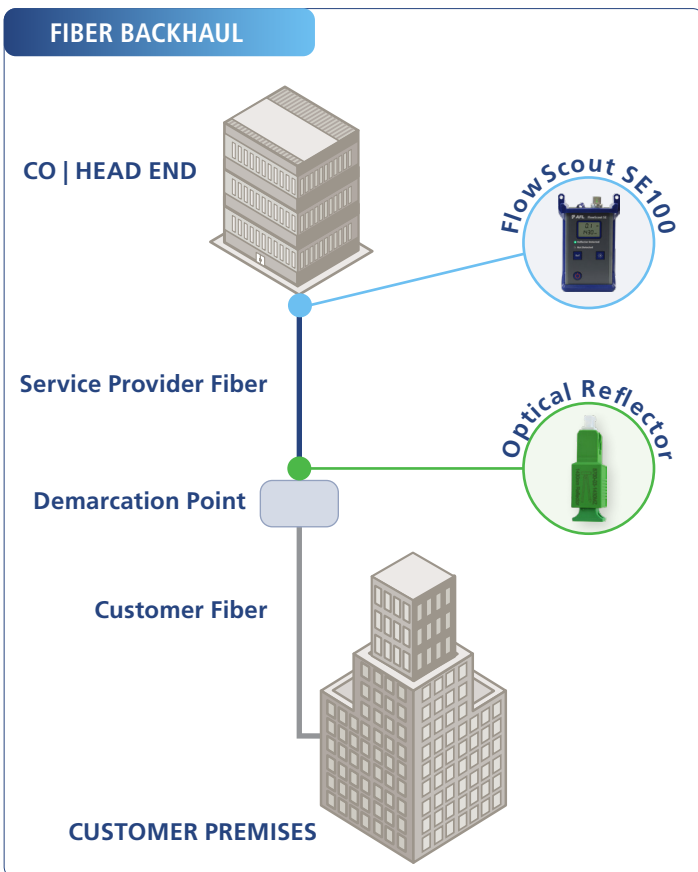 FIBER BACKHAUL
CO | HEAD END
FlowScout SE100
Service Provider Fiber
Optical Reflector
Demarcation Point
Customer Fiber
CUSTOMER PREMISES